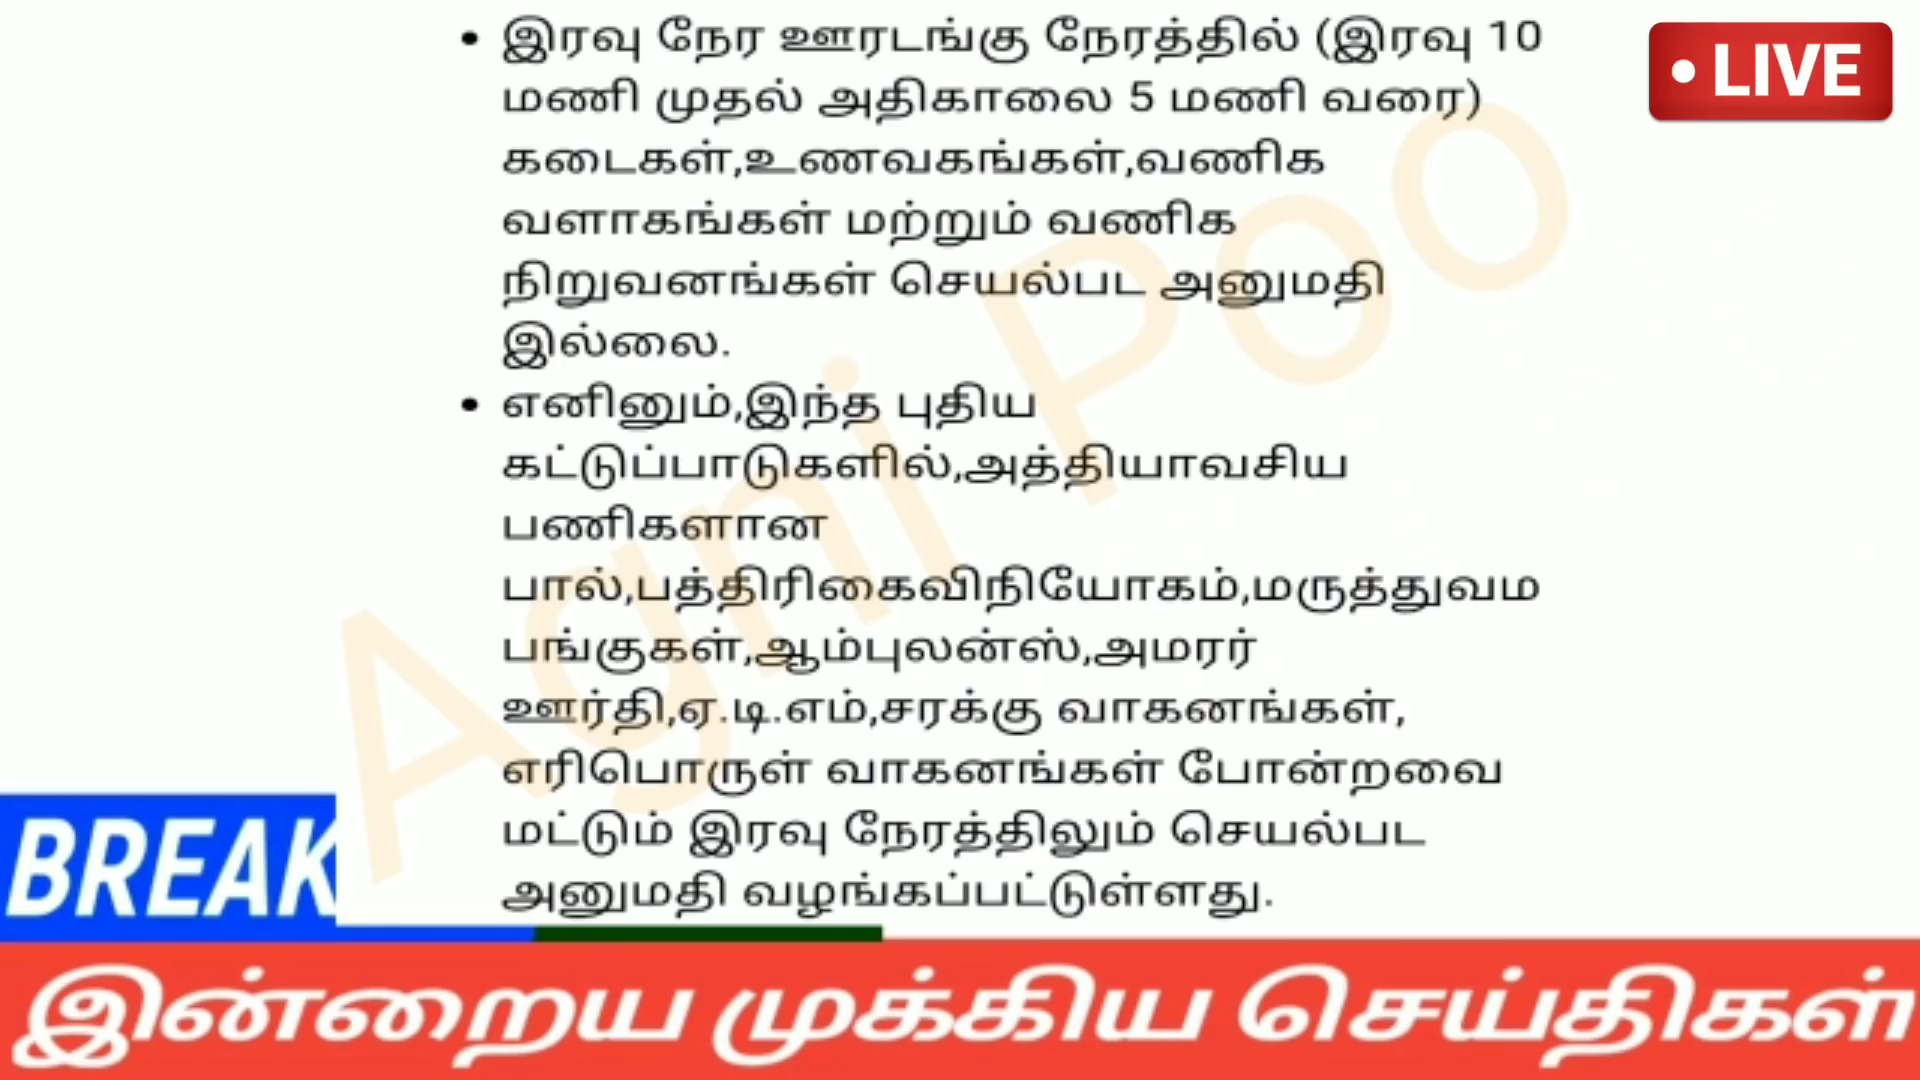 • இரவு நேர ஊரடங்கு நேரத்தில் (இரவு 10
மணி முதல் அதிகாலை 5 மணி வரை)
கடைகள்,உணவகங்கள்,வணிக
வளாகங்கள் மற்றும் வணிக
நிறுவனங்கள் செயல்பட அனுமதி
இல்லை.
• எனினும்,இந்த புதிய
கட்டுப்பாடுகளில்,அத்தியாவசிய
பணிகளான
பால்,பத்திரிகைவிநியோகம்,மருத்துவம
பங்குகள்,ஆம்புலன்ஸ்,அமரர்
ஊர்தி,ஏ.டி.எம்,சரக்கு வாகனங்கள்,
எரிபொருள் வாகனங்கள் போன்றவை
மட்டும் இரவு நேரத்திலும் செயல்பட
அனுமதி வழங்கப்பட்டுள்ளது.
• LIVE
Agni Poo
BREAK
இன்றைய முக்கிய செய்திகள்